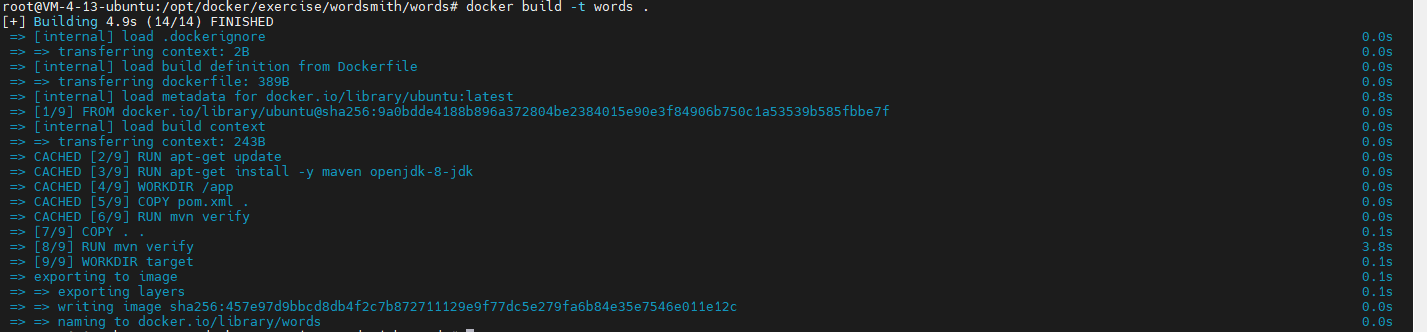 root@VM-4-13-ubuntu:/opt/docker/exercise/wordsmith/words# docker build -t words .
[+] Building 4.9s (14/14) FINISHED
=> [internal] load .dockerignore 0.0s
=> => transferring context: 2B 0.0s
=> [internal] load build definition from Dockerfile 0.0s
=> => transferring dockerfile: 389B 0.0s
=> [internal] load metadata for docker.io/library/ubuntu:latest 0.8s
=> [1/9] FROM docker.io/library/ubuntu@sha256:9a0bdde4188b896a372804be2384015e90e3f84906b750c1a53539b585fbbe7f 0.0s
=> [internal] load build context 0.0s
=> => transferring context: 243B 0.0s
=> CACHED [2/9] RUN apt-get update 0.0s
=> CACHED [3/9] RUN apt-get install -y maven openjdk-8-jdk 0.0s
=> CACHED [4/9] WORKDIR /app 0.0s
=> CACHED [5/9] COPY pom.xml . 0.0s
=> CACHED [6/9] RUN mvn verify 0.0s
=> [7/9] COPY . . 0.1s
=> [8/9] RUN mvn verify 3.8s
=> [9/9] WORKDIR target 0.1s
=> exporting to image 0.1s
=> => exporting layers 0.1s
=> => writing image sha256:457e97d9bbcd8db4f2c7b872711129e9f77dc5e279fa6b84e35e7546e011e12c 0.0s
=> => naming to docker.io/library/words 0.0s